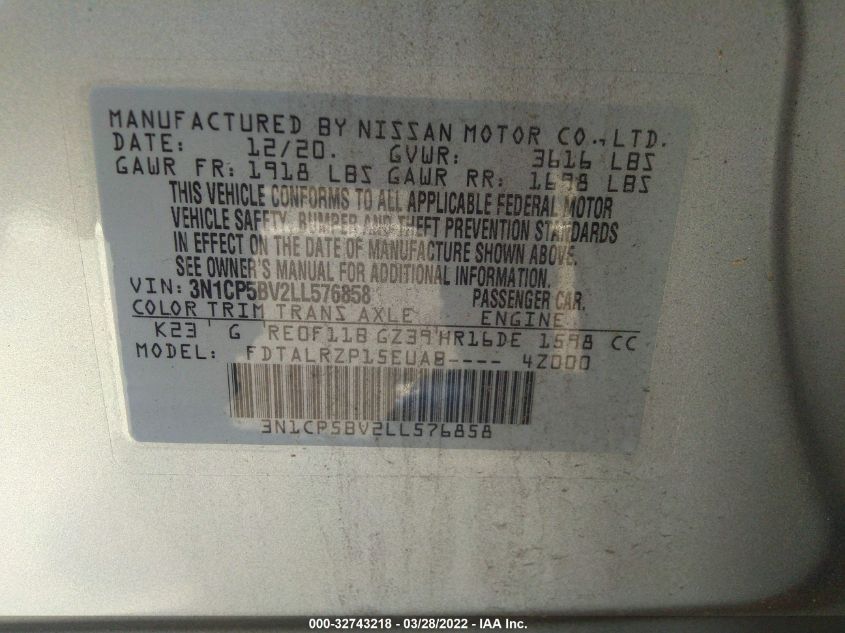 MANUFACTURED BY NISSAN MOTOR CO., LTD.
DATE: 12/20. GVWR: 3616 LBS
GAWR FR: 1918 LBS GAWR RR: 1698 LBS
THIS VEHICLE CONFORMS TO ALL APPLICABLE FEDERAL MOTOR
VEHICLE SAFETY, BUMPER AND THEFT PREVENTION STANDARDS
IN EFFECT ON THE DATE OF MANUFACTURE SHOWN ABOVE.
SEE OWNER'S MANUAL FOR ADDITIONAL INFORMATION.
VIN: 3N1CP5BV2LL576858 PASSENGER CAR.
COLOR TRIM TRANS AXLE ENGINE
K23 G RE0F11B GZ39 HR16DE 1598 CC
MODEL: FDTALRZP15EUAB---- 4Z000
3N1CP5BV2LL576858
000-32743218 - 03/28/2022 - IAA Inc.